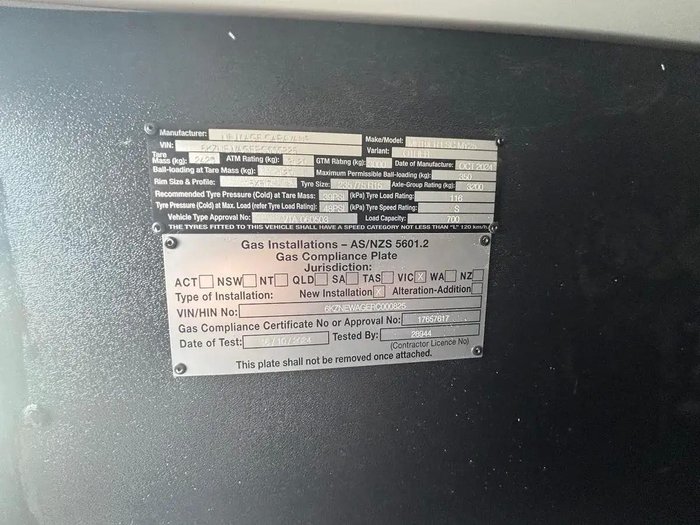 Manufacturer: NEWAGE CARAVANS Make/Model:
VIN: Variant:
Tare
Mass (kg): ATM Rating (kg): GTM Rating (kg): 3000 Date of Manufacture: OCT 2024
Ball-loading at Tare (kg): Maximum Permissible Ball-loading: 350
Rim Size & Profile: Tyre Size: Axle-Group Rating (kg): 3200
Recommended Tyre Pressure (Cold) at Tare Mass: (kPa) Tyre Load Rating: 116
Tyre Pressure (Cold) at Max. Load (refer Tyre Load Rating): (kPa) Tyre Speed Rating: S
Vehicle Type Approval No: Load Capacity: 700
THE TYRES FITTED TO THIS VEHICLE SHALL HAVE A SPEED CATEGORY NOT LESS THAN "L" 120 km/h
Gas Installations – AS/NZS 5601.2
Gas Compliance Plate
Jurisdiction:
ACT NSW NT QLD SA TAS VIC X WA NZ
Type of Installation: New Installation X Alteration-Addition
VIN/HIN No: 6KZNEWAGERC000825
Gas Compliance Certificate No or Approval No: 17657617
Date of Test: Tested By: 28944
(Contractor Licence No)
This plate shall not be removed once attached.